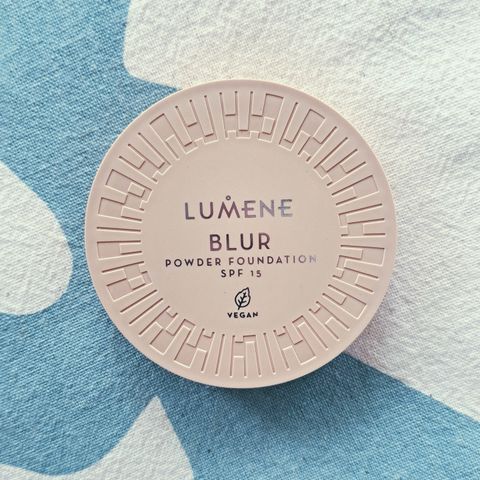 LUMENE
BLUR
POWDER FOUNDATION
SPF 15
VEGAN